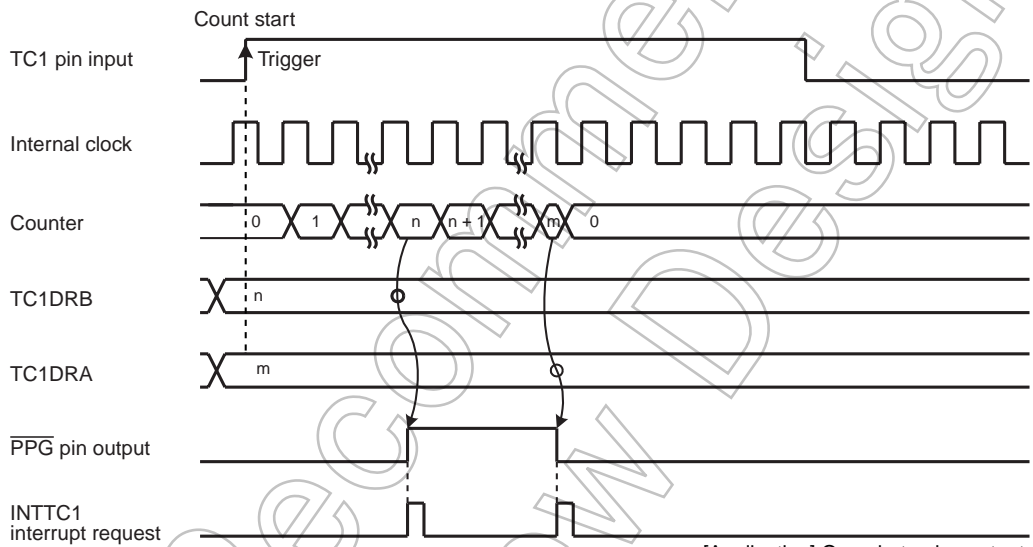 Count start
TC1 pin input
Trigger
Internal clock
Counter
0 1 n n + 1 m 0
TC1DRB
n
TC1DRA
m
PPG pin output
INTTC1
interrupt request